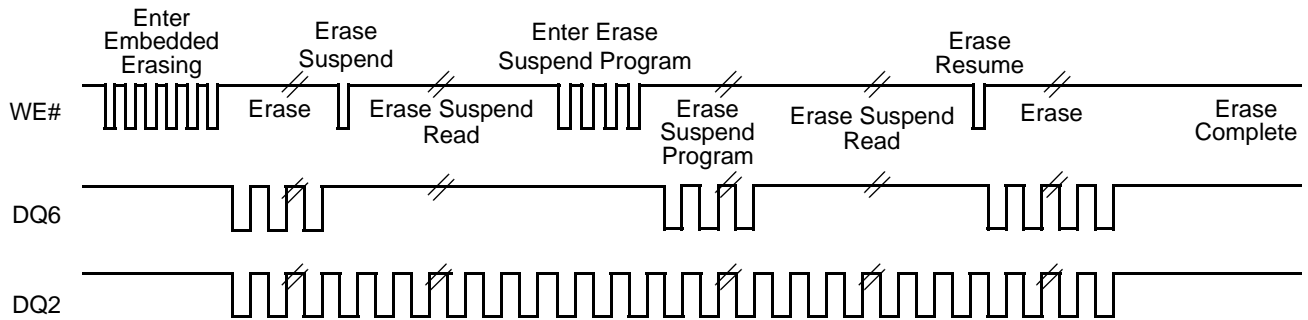 Enter
Embedded
Erasing
Erase
Suspend
Enter Erase
Suspend Program
Erase
Resume
WE#
Erase
Erase Suspend
Read
Erase
Suspend
Program
Erase Suspend
Read
Erase
Erase
Complete
DQ6
DQ2